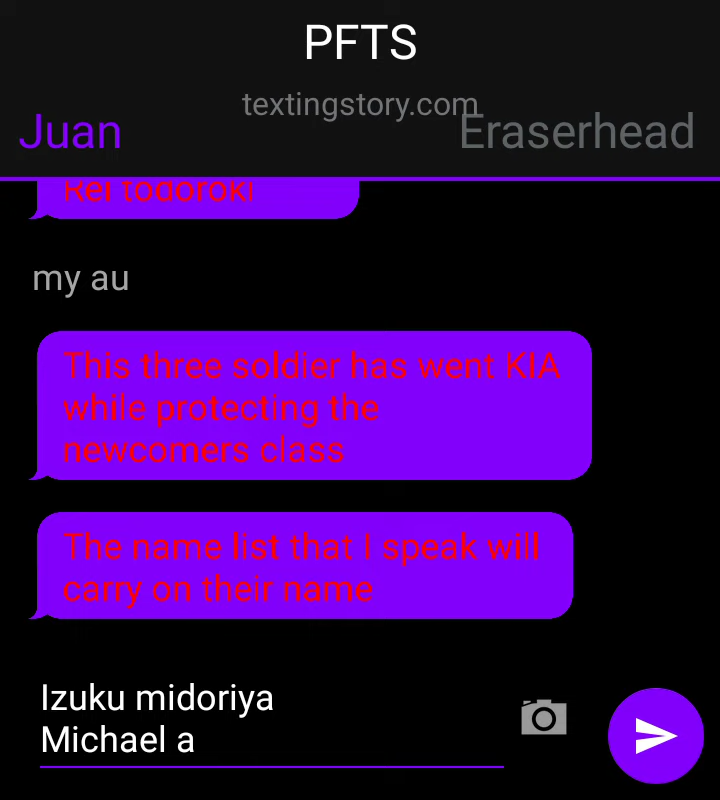 PFTS
textingstory.com
Juan
Eraserhead
Rei todoroki
my au
This three soldier has went KIA
while protecting the
newcomers class
The name list that I speak will
carry on their name
Izuku midoriya
Michael a